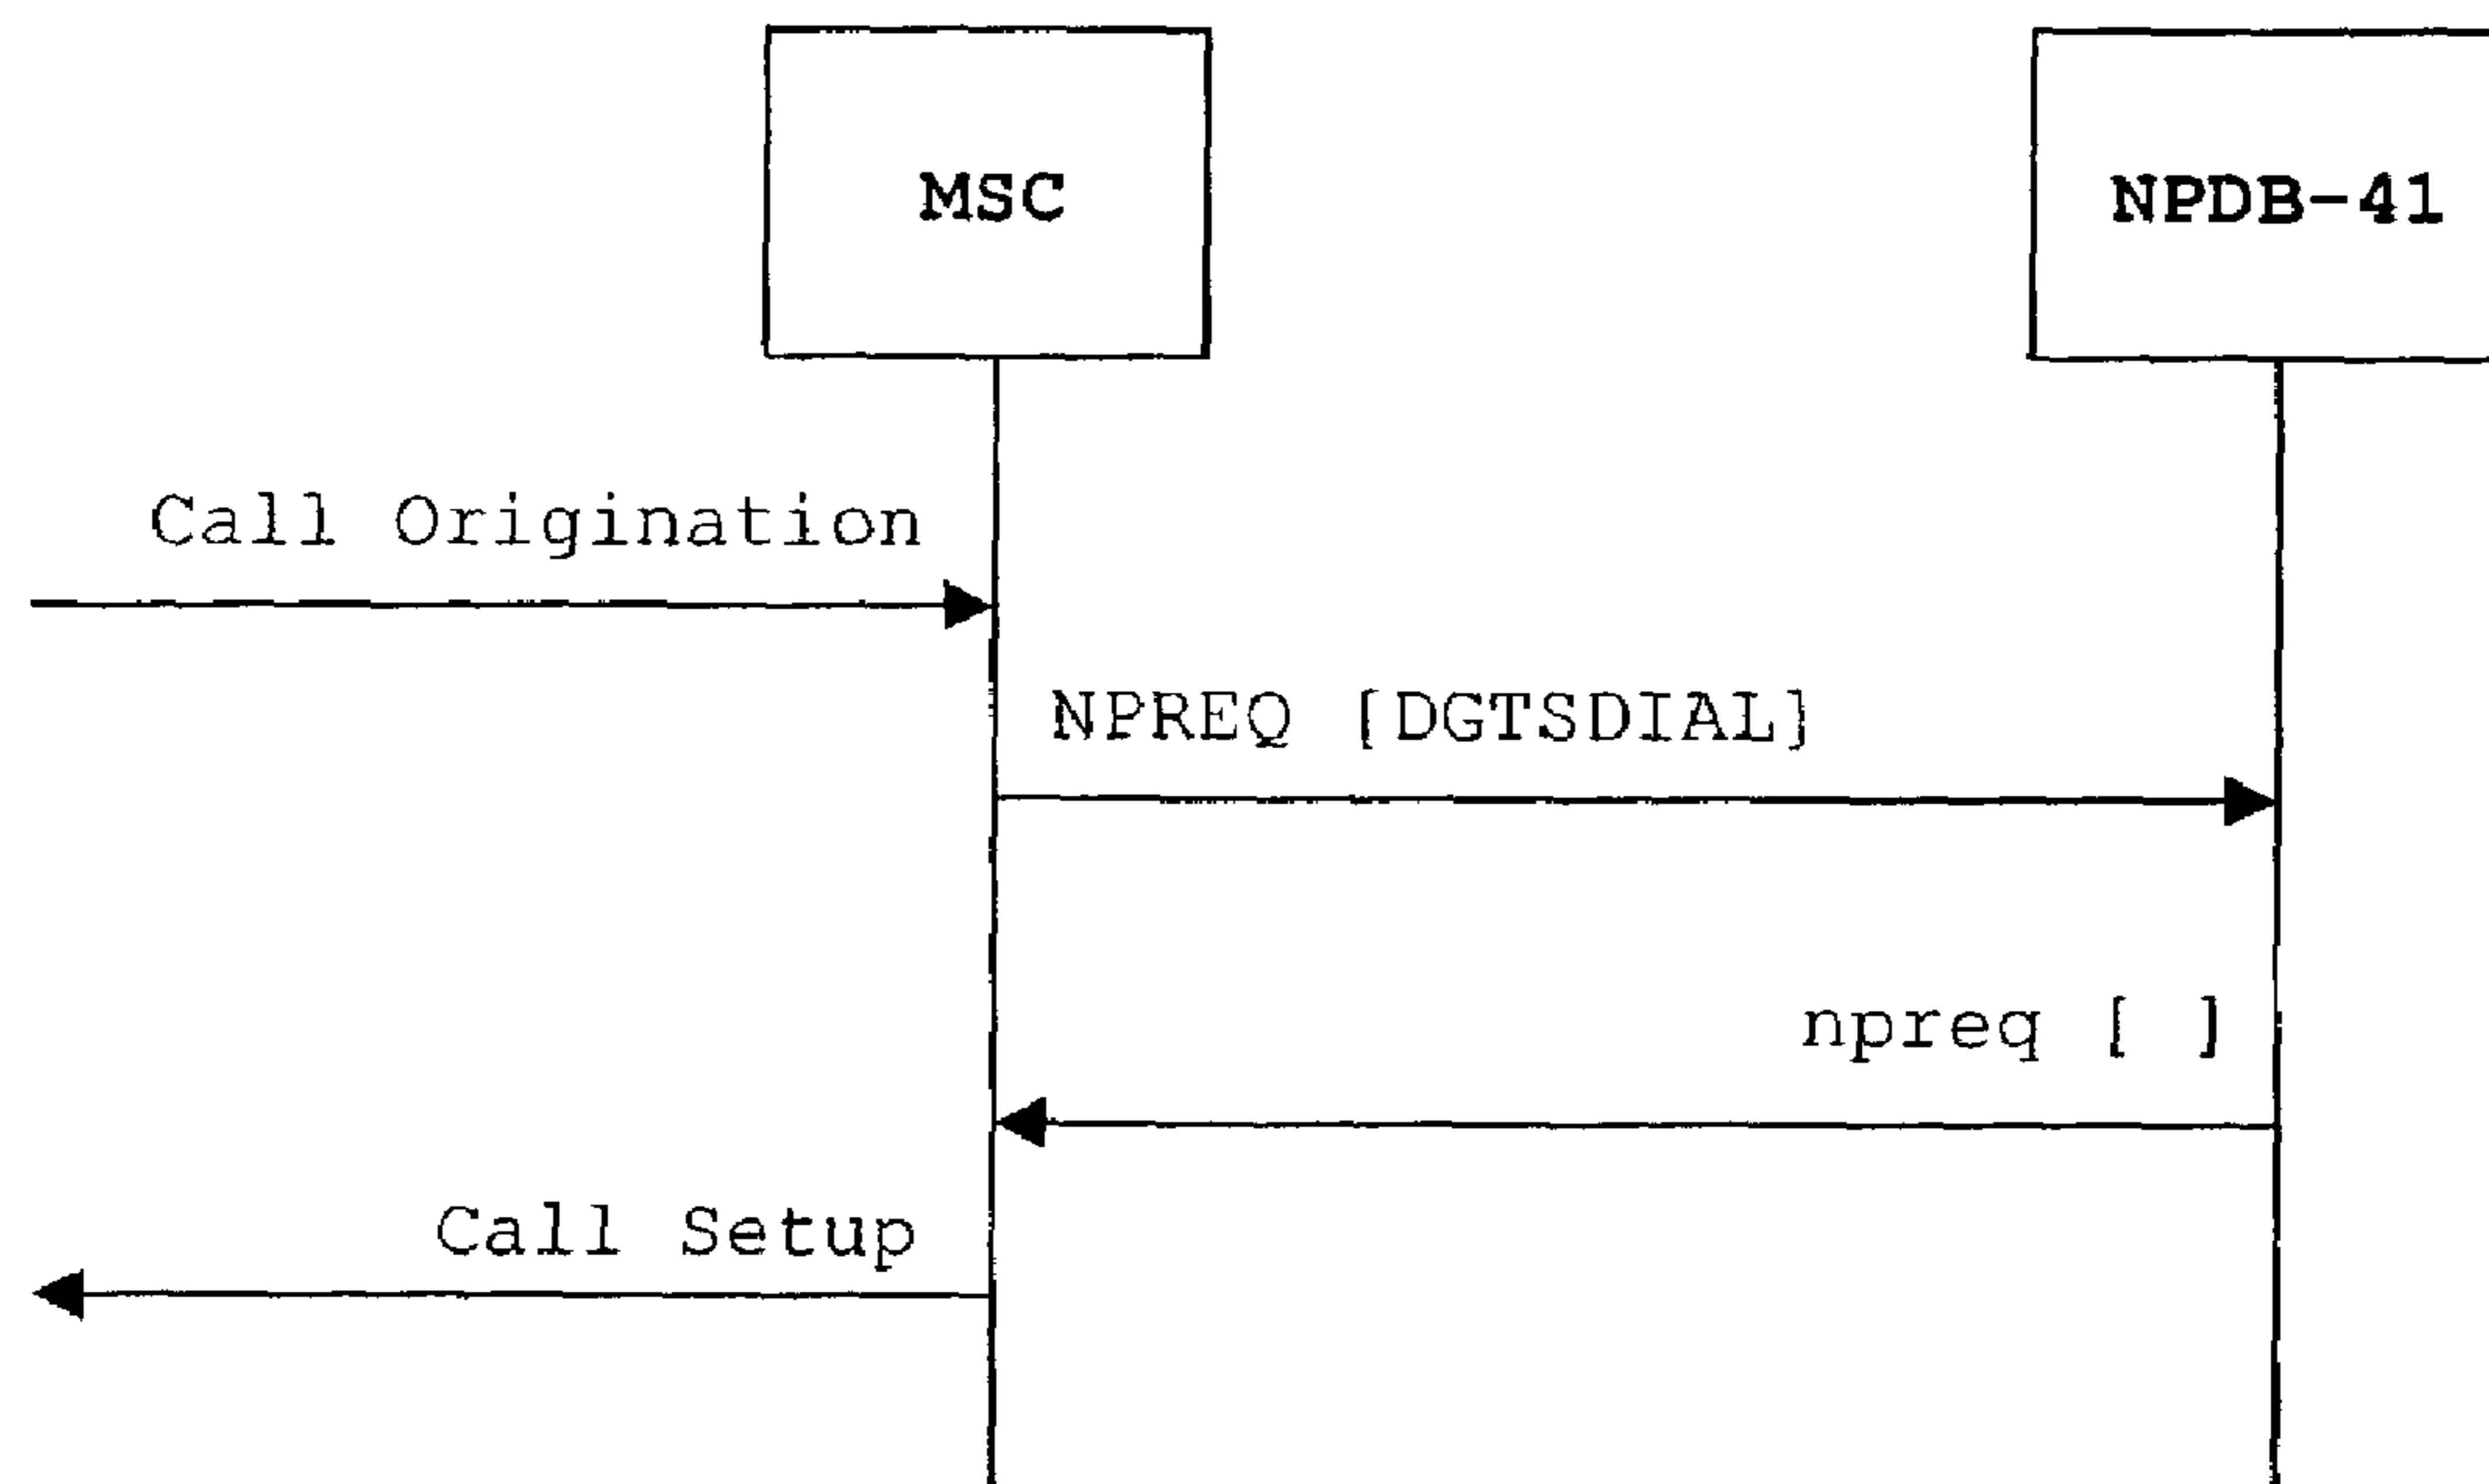 MSC
NPDB-41
Call Origination
NPREQ [DGTSDIAL]
npreq [ ]
Call Setup